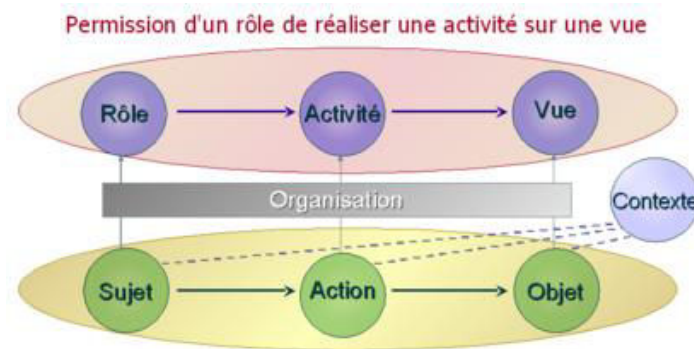 Permission d'un rôle de réaliser une activité sur une vue
Rôle
Activité
Vue
Organisation
Contexte
Sujet
Action
Objet